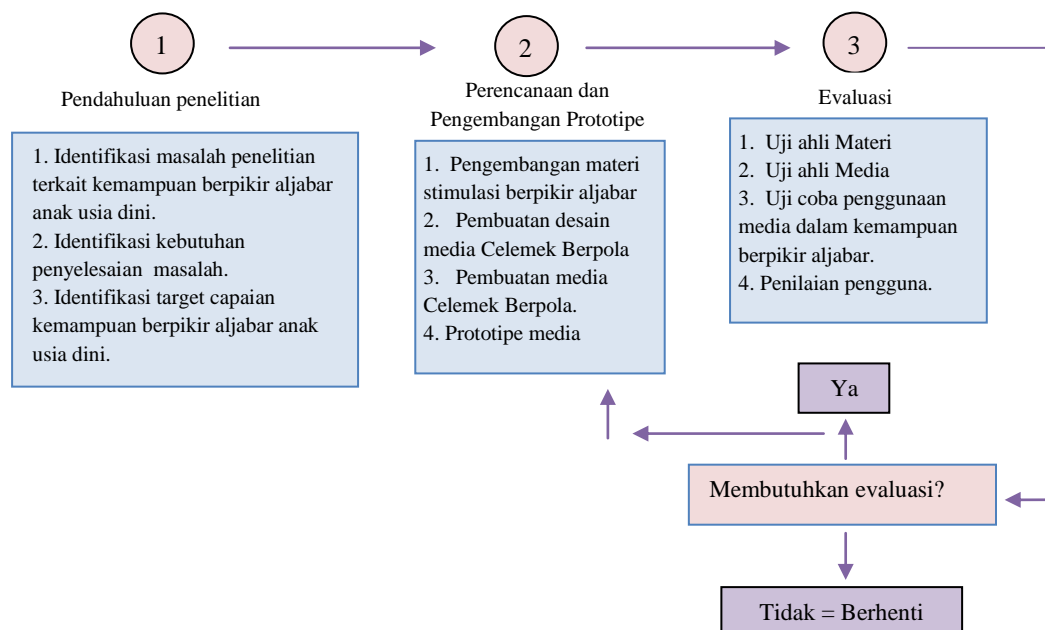 1
Pendahuluan penelitian
1. Identifikasi masalah penelitian
terkait kemampuan berpikir aljabar
anak usia dini.
2. Identifikasi kebutuhan
penyelesaian masalah.
3. Identifikasi target capaian
kemampuan berpikir aljabar anak
usia dini.
2
Perencanaan dan
Pengembangan Prototipe
1. Pengembangan materi
stimulasi berpikir aljabar
2. Pembuatan desain
media Celemek Berpola
3. Pembuatan media
Celemek Berpola.
4. Prototipe media
3
Evaluasi
1. Uji ahli Materi
2. Uji ahli Media
3. Uji coba penggunaan
media dalam kemampuan
berpikir aljabar.
4. Penilaian pengguna.
Ya
Membutuhkan evaluasi?
Tidak = Berhenti